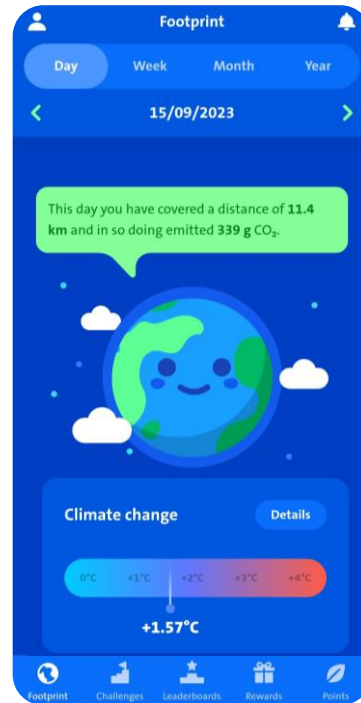 Footprint
Day Week Month Year
15/09/2023
This day you have covered a distance of 11.4
km and in so doing emitted 339 g CO₂.
Climate change Details
0°C +1°C +2°C +3°C +4°C
+1.57°C
Footprint Challenges Leaderboards Rewards Points